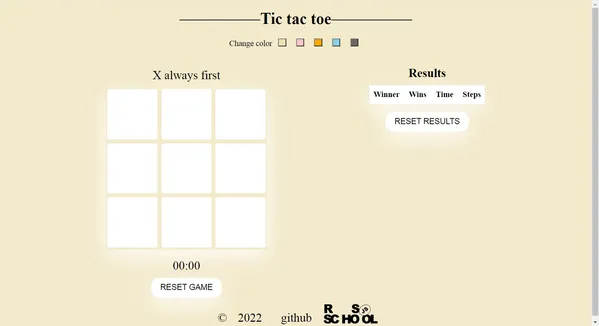 Tic tac toe
Change color
X always first
00:00
RESET GAME
Results
Winner Wins Time Steps
RESET RESULTS
© 2022 github RS SCHOOL